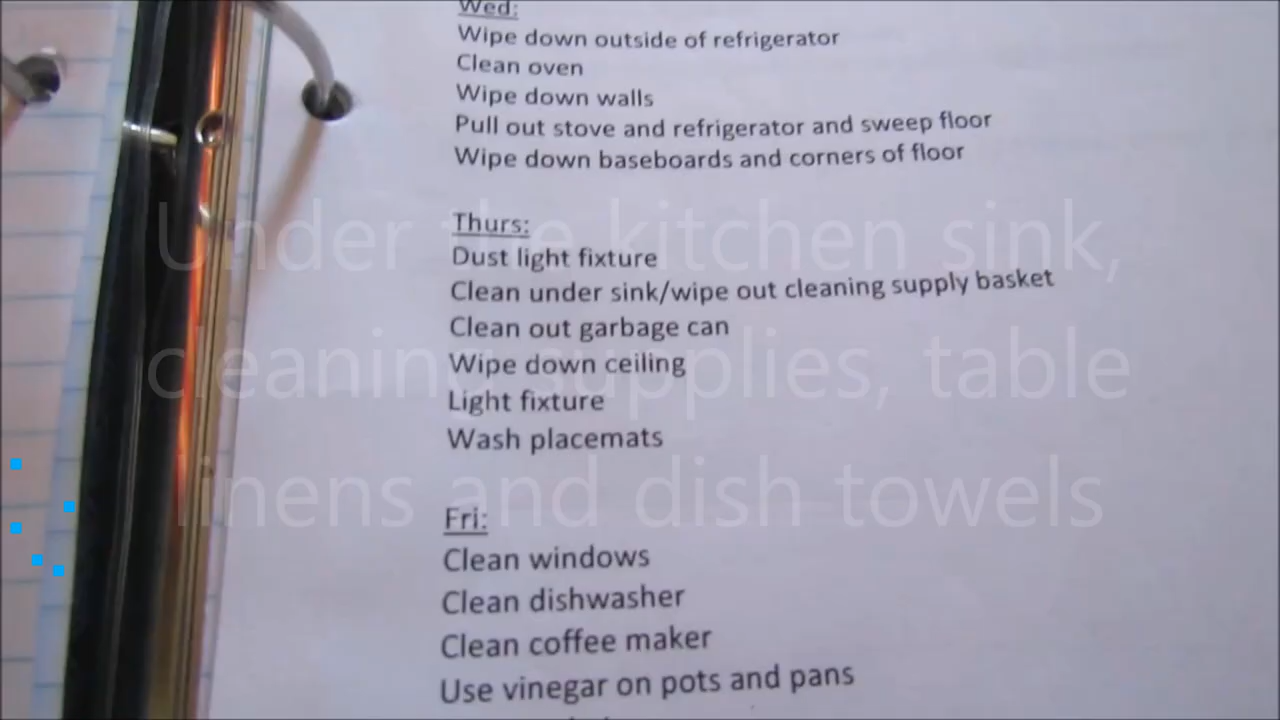 Wed:
Wipe down outside of refrigerator
Clean oven
Wipe down walls
Pull out stove and refrigerator and sweep floor
Wipe down baseboards and corners of floor
Thurs:
Dust light fixture
Clean under sink/wipe out cleaning supply basket
Clean out garbage can
Wipe down ceiling
Light fixture
Wash placemats
Fri:
Clean windows
Clean dishwasher
Clean coffee maker
Use vinegar on pots and pans
Under the kitchen sink,
cleaning supplies, table
linens and dish towels